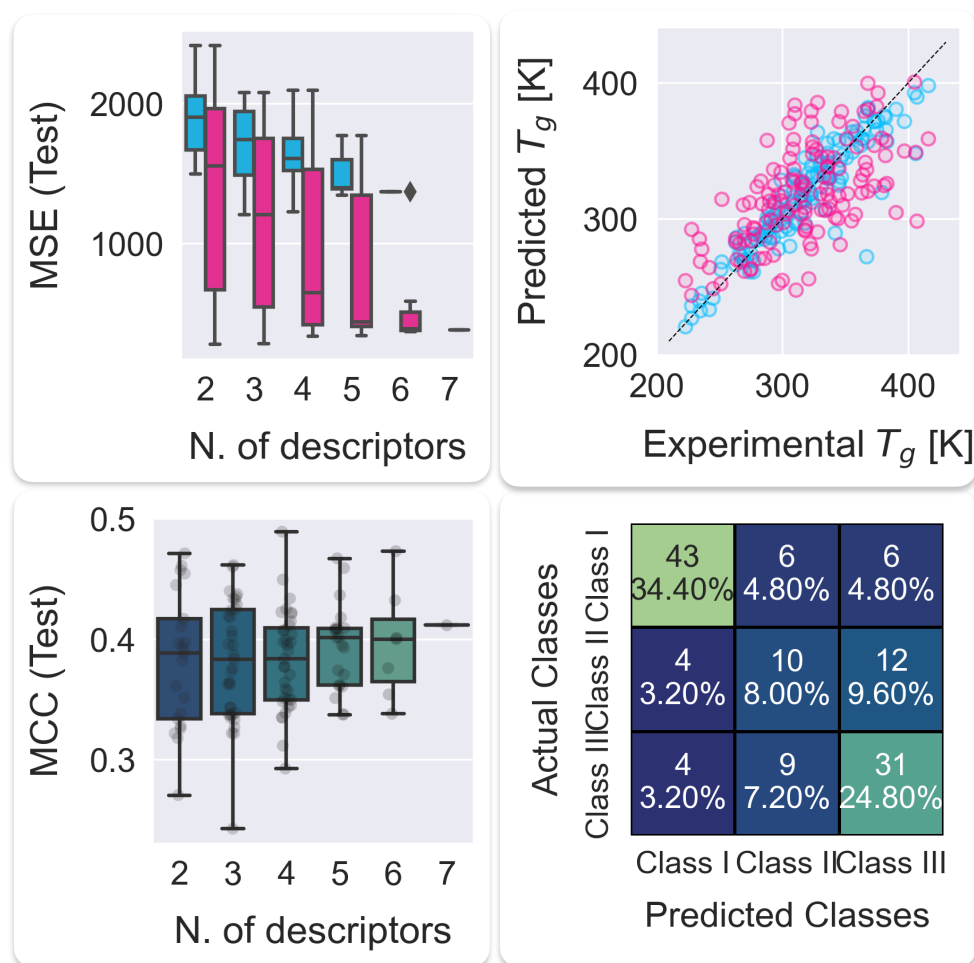 MSE (Test)
2000
1000
2 3 4 5 6 7
N. of descriptors
Predicted Tg [K]
400
300
200
200 300 400
Experimental Tg [K]
MCC (Test)
0.5
0.4
0.3
2 3 4 5 6 7
N. of descriptors
Actual Classes
Class I
Class II
Class III
43 6 6
34.40% 4.80% 4.80%
4 10 12
3.20% 8.00% 9.60%
4 9 31
3.20% 7.20% 24.80%
Class I Class II Class III
Predicted Classes